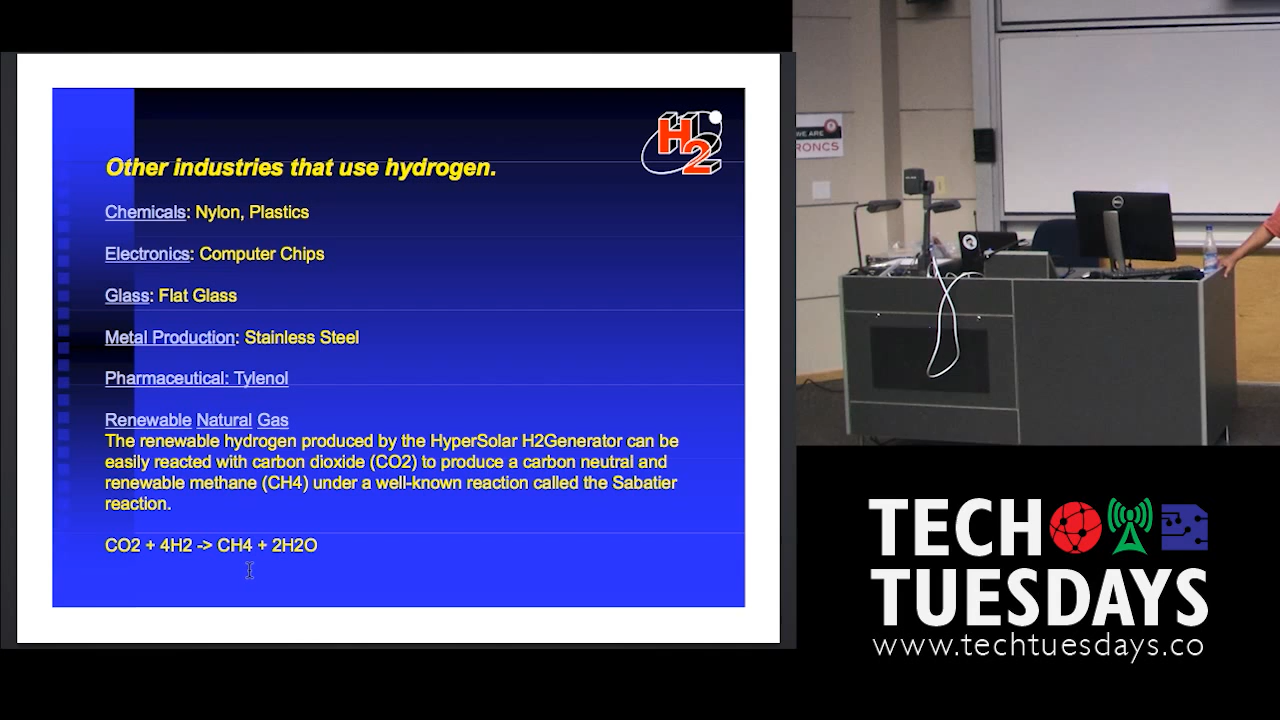 H2
Other industries that use hydrogen.
Chemicals: Nylon, Plastics
Electronics: Computer Chips
Glass: Flat Glass
Metal Production: Stainless Steel
Pharmaceutical: Tylenol
Renewable Natural Gas
The renewable hydrogen produced by the HyperSolar H2Generator can be
easily reacted with carbon dioxide (CO2) to produce a carbon neutral and
renewable methane (CH4) under a well-known reaction called the Sabatier
reaction.
CO2 + 4H2 -> CH4 + 2H2O
WE ARE
RONCS
DELL
TECH
TUESDAYS
www.techtuesdays.co